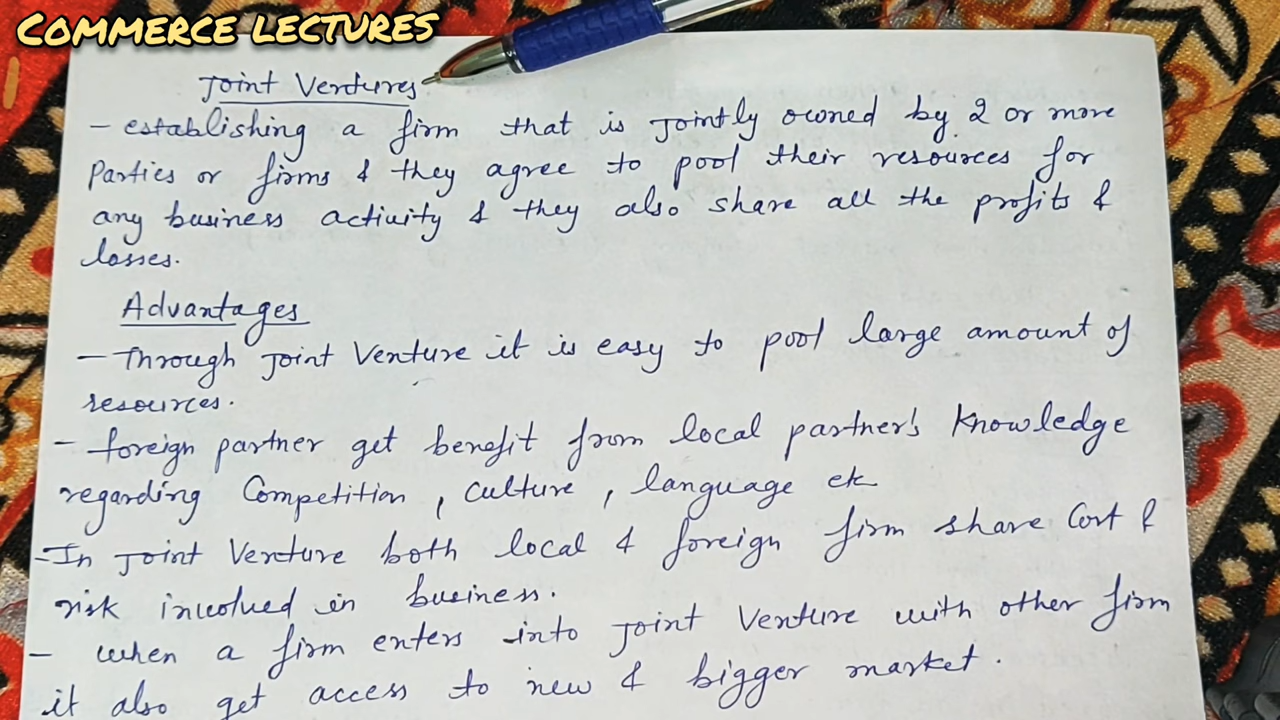 COMMERCE LECTURES
Joint Ventures
- establishing a firm that is jointly owned by 2 or more
Parties or firms & they agree to pool their resources for
any business activity & they also share all the profits &
losses.
Advantages
- Through Joint Venture it is easy to pool large amount of
resources.
- foreign partner get benefit from local partner's Knowledge
regarding Competition, culture, language etc
- In Joint Venture both local & foreign firm share Cost &
risk involved in business.
- when a firm enters into Joint Venture with other firm
it also get access to new & bigger market.